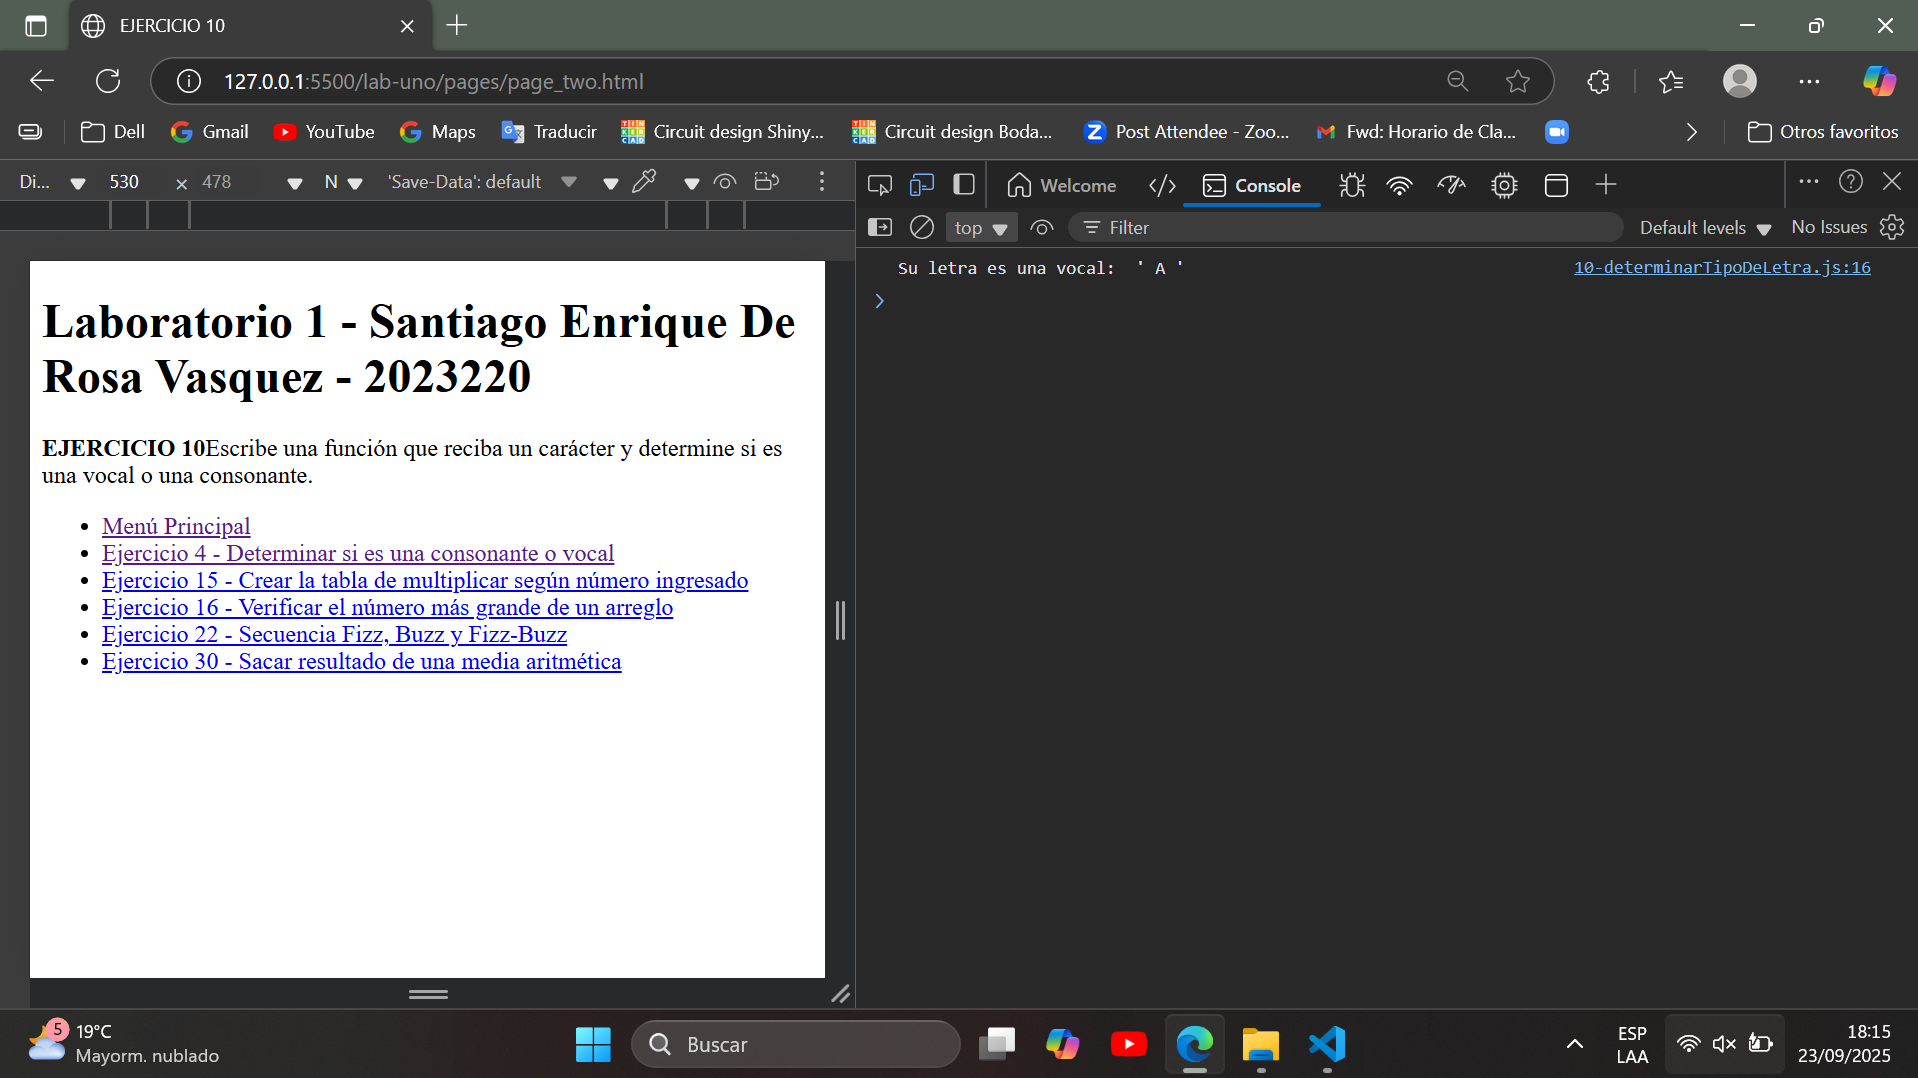 EJERCICIO 10
127.0.0.1:5500/lab-uno/pages/page_two.html
Dell Gmail YouTube Maps Traducir Circuit design Shiny... Circuit design Boda... Post Attendee - Zoo... Fwd: Horario de Cla... Otros favoritos
Di... 530 × 478 N 'Save-Data': default
Welcome Console
top Filter Default levels No Issues
Su letra es una vocal:  ' A ' 10-determinarTipoDeLetra.js:16
Laboratorio 1 - Santiago Enrique De
Rosa Vasquez - 2023220
EJERCICIO 10Escribe una función que reciba un carácter y determine si es
una vocal o una consonante.
Menú Principal
Ejercicio 4 - Determinar si es una consonante o vocal
Ejercicio 15 - Crear la tabla de multiplicar según número ingresado
Ejercicio 16 - Verificar el número más grande de un arreglo
Ejercicio 22 - Secuencia Fizz, Buzz y Fizz-Buzz
Ejercicio 30 - Sacar resultado de una media aritmética
5 19°C
Mayorm. nublado
Buscar
ESP
LAA
18:15
23/09/2025